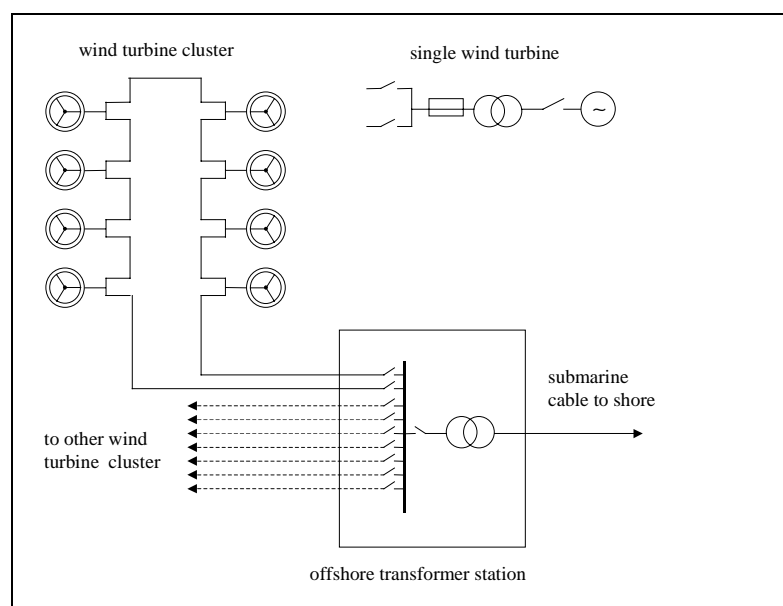 wind turbine cluster
single wind turbine
~
submarine
cable to shore
to other wind
turbine cluster
offshore transformer station